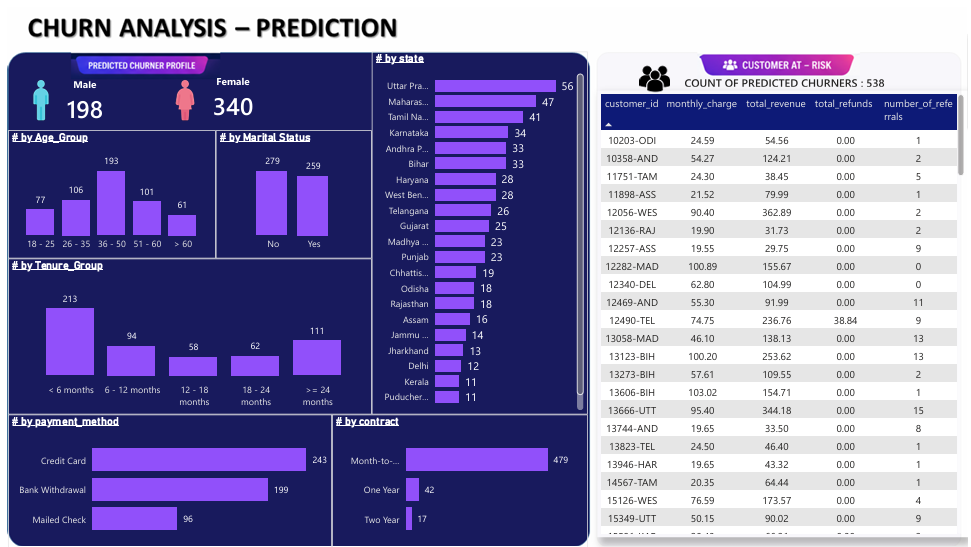 CHURN ANALYSIS – PREDICTION
PREDICTED CHURNER PROFILE
Male
198
Female
340
# by Age_Group
193
106
101
77
61
18 - 25 26 - 35 36 - 50 51 - 60 > 60
# by Marital Status
279
259
No Yes
# by Tenure_Group
213
94
58
62
111
< 6 months 6 - 12 months 12 - 18 months 18 - 24 months >= 24 months
# by state
Uttar Pra... 56
Maharas... 47
Tamil Na... 41
Karnataka 34
Andhra P... 33
Bihar 33
Haryana 28
West Ben... 28
Telangana 26
Gujarat 25
Madhya ... 23
Punjab 23
Chhattis... 19
Odisha 18
Rajasthan 18
Assam 16
Jammu ... 14
Jharkhand 13
Delhi 12
Kerala 11
Puducher... 11
# by payment_method
Credit Card 243
Bank Withdrawal 199
Mailed Check 96
# by contract
Month-to-... 479
One Year 42
Two Year 17
CUSTOMER AT – RISK
COUNT OF PREDICTED CHURNERS : 538
customer_id monthly_charge total_revenue total_refunds number_of_referrals
10203-ODI 24.59 54.56 0.00 1
10358-AND 54.27 124.21 0.00 2
11751-TAM 24.30 38.45 0.00 5
11898-ASS 21.52 79.99 0.00 1
12056-WES 90.40 362.89 0.00 2
12136-RAJ 19.90 31.73 0.00 2
12257-ASS 19.55 29.75 0.00 9
12282-MAD 100.89 155.67 0.00 0
12340-DEL 62.80 104.99 0.00 0
12469-AND 55.30 91.99 0.00 11
12490-TEL 74.75 236.76 38.84 9
13058-MAD 46.10 138.13 0.00 13
13123-BIH 100.20 253.62 0.00 13
13273-BIH 57.61 109.55 0.00 2
13606-BIH 103.02 154.71 0.00 1
13666-UTT 95.40 344.18 0.00 15
13744-AND 19.65 33.50 0.00 8
13823-TEL 24.50 46.40 0.00 1
13946-HAR 19.65 43.32 0.00 1
14567-TAM 20.35 64.44 0.00 1
15126-WES 76.59 173.57 0.00 4
15349-UTT 50.15 90.02 0.00 9